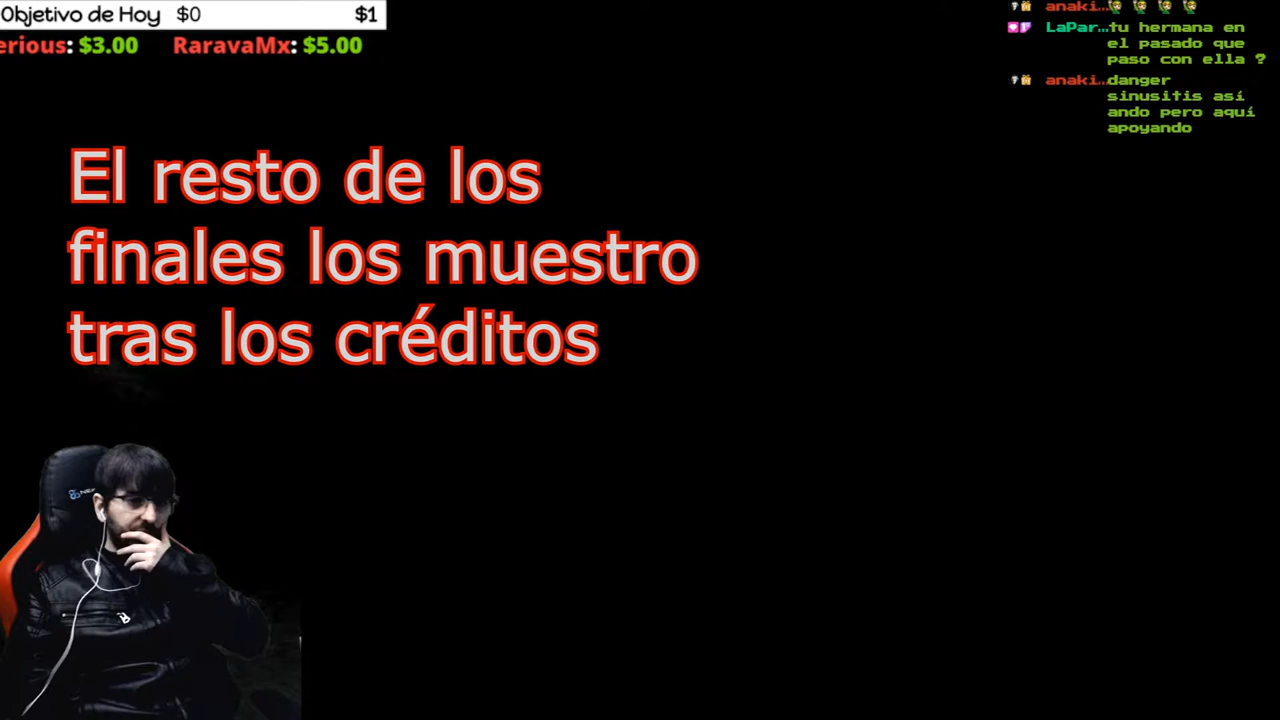 Objetivo de Hoy $0 $1
erious: $3.00 RaravaMx: $5.00
anaki...
LaPar... tu hermana en
el pasado que
paso con ella ?
anaki... danger
sinusitis así
ando pero aquí
apoyando
El resto de los
finales los muestro
tras los créditos